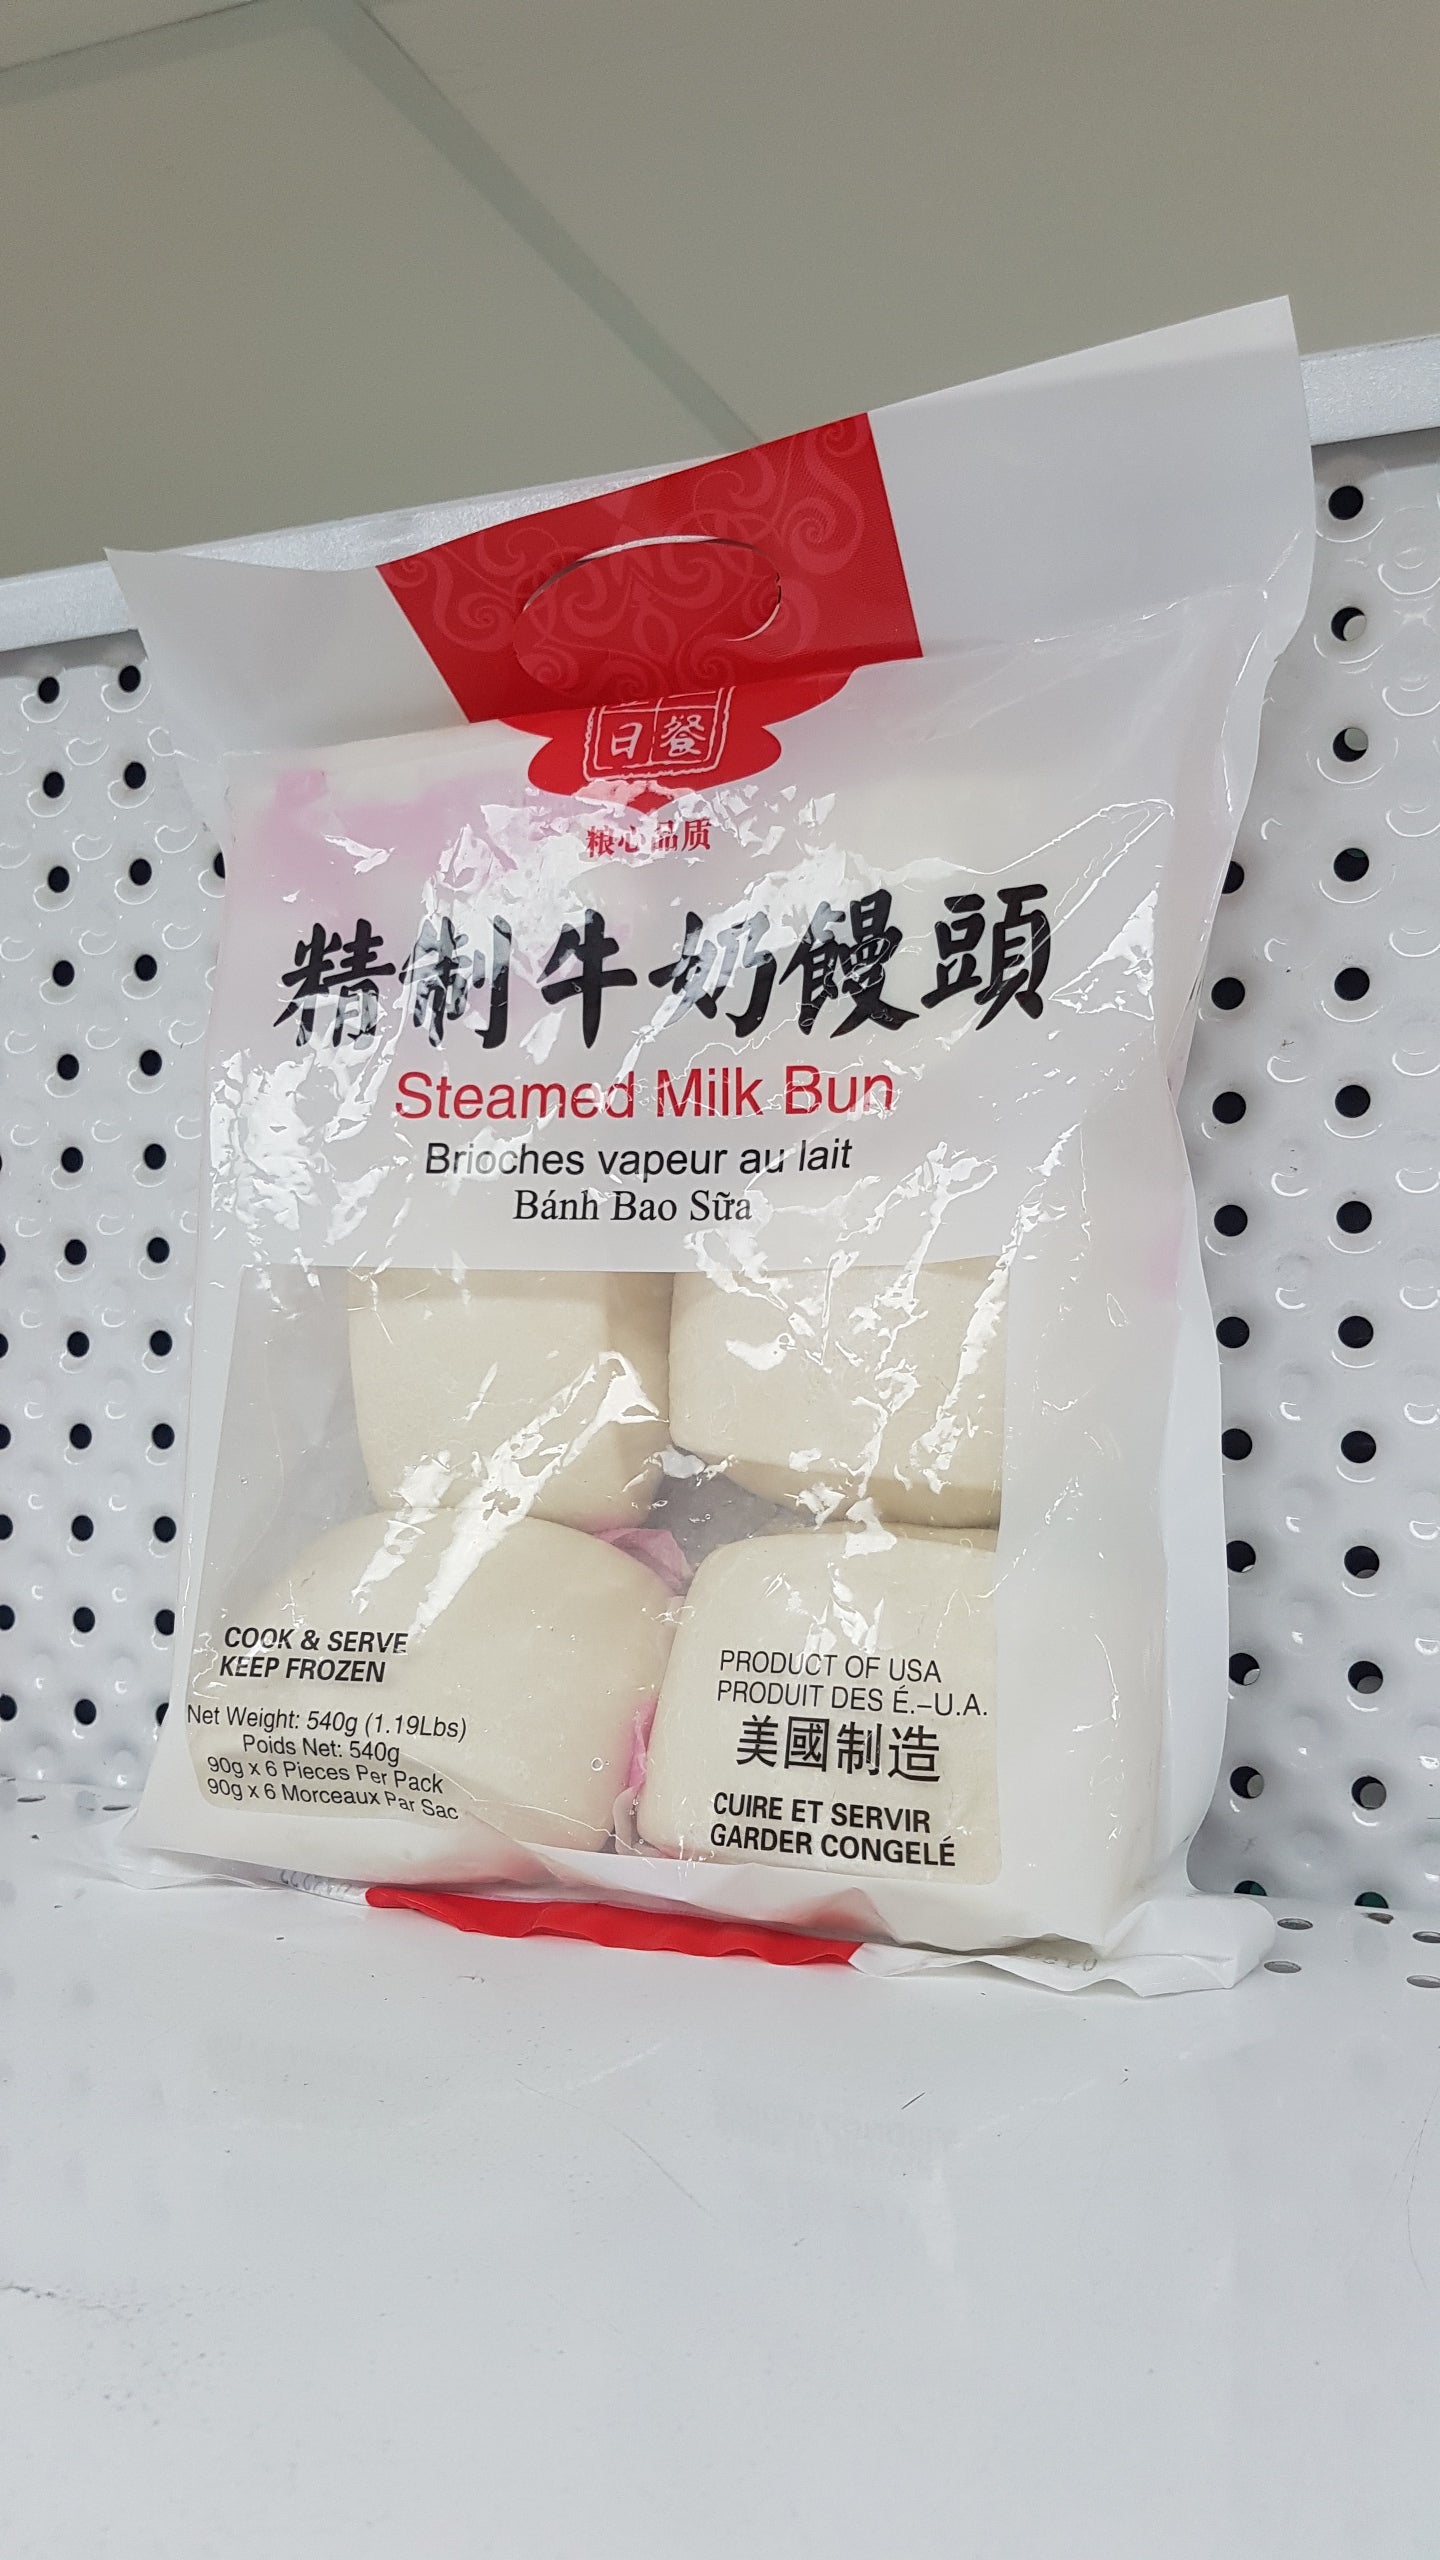 日餐
粮心品质
精制牛奶饅頭
Steamed Milk Bun
Brioches vapeur au lait
Bánh Bao Sữa
COOK & SERVE
KEEP FROZEN
Net Weight: 540g (1.19Lbs)
Poids Net: 540g
90g x 6 Pieces Per Pack
90g x 6 Morceaux Par Sac
PRODUCT OF USA
PRODUIT DES É.-U.A.
美國制造
CUIRE ET SERVIR
GARDER CONGELÉ